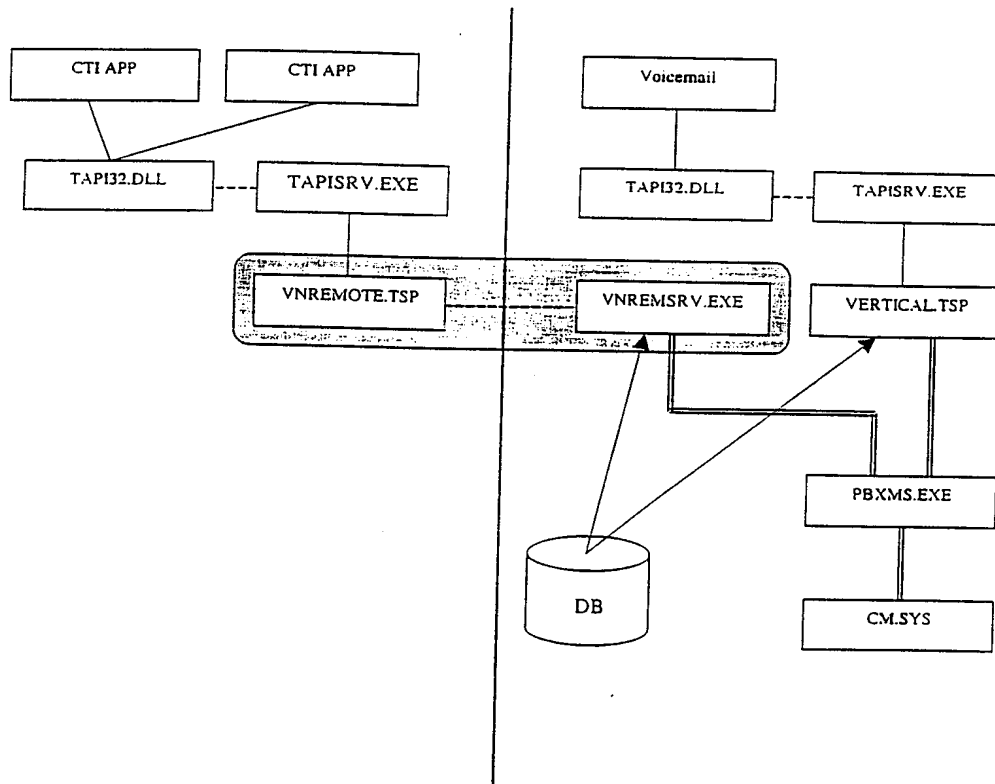 CTI APP
CTI APP
Voicemail
TAPI32.DLL
TAPISRV.EXE
TAPI32.DLL
TAPISRV.EXE
VNREMOTE.TSP
VNREMSRV.EXE
VERTICAL.TSP
PBXMS.EXE
DB
CM.SYS